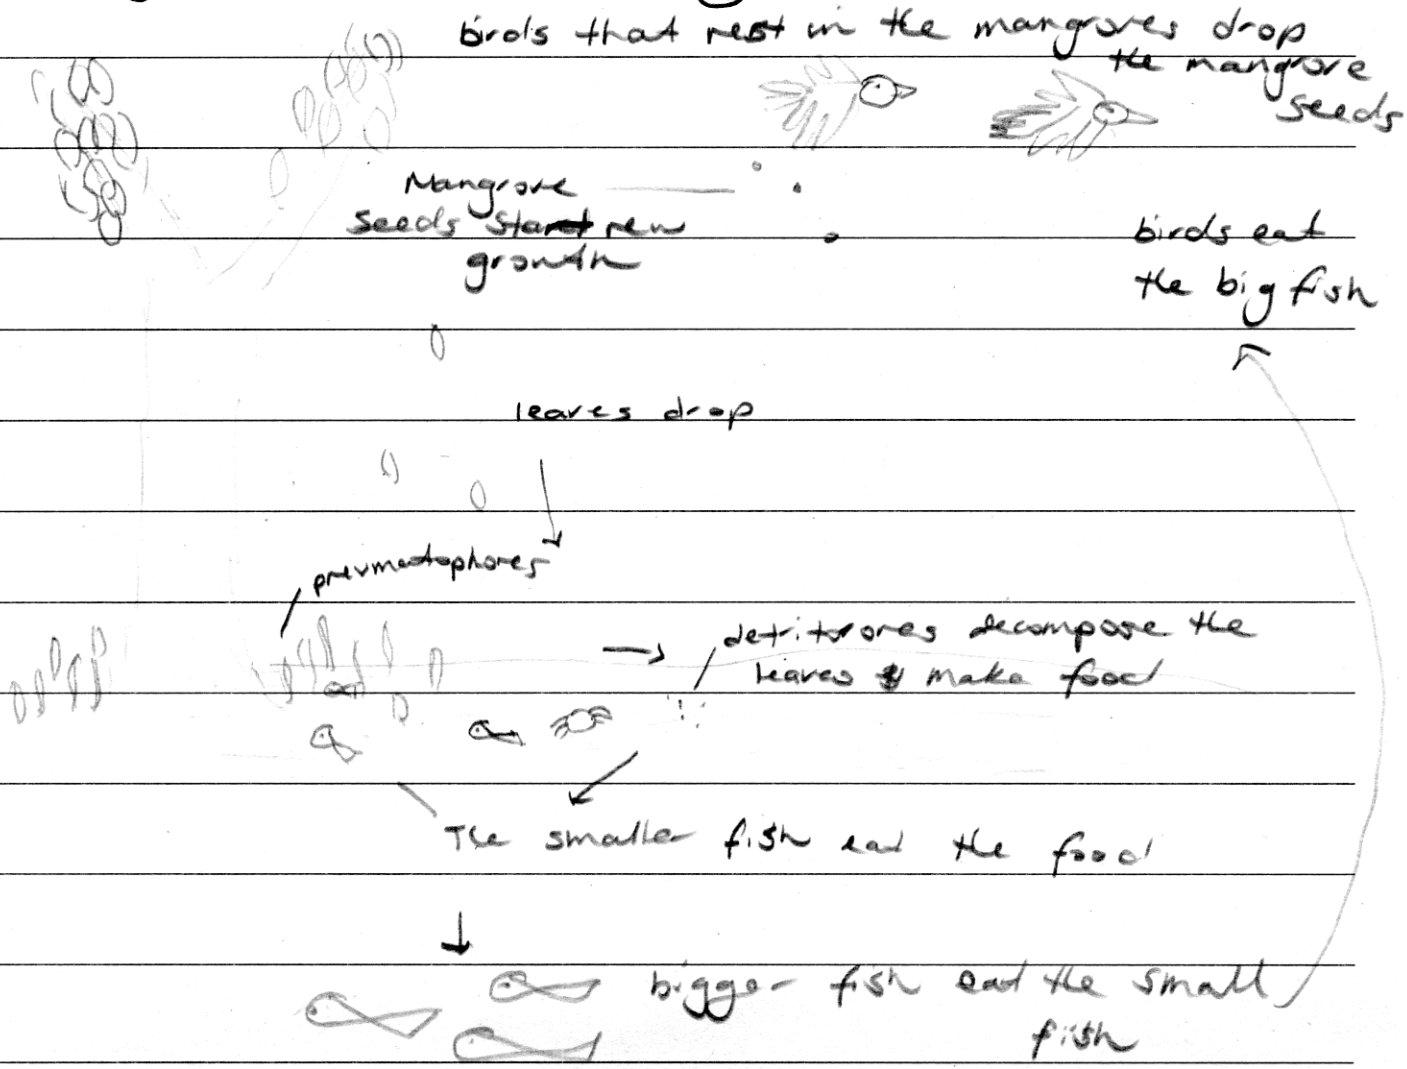 birds that rest in the mangroves drop
the mangrove
seeds
Mangrove
seeds start new
growth
birds eat
the big fish
leaves drop
pneumatophores
detritvores decompose the
leaves & make food
The smaller fish eat the food
bigger fish eat the small
fish